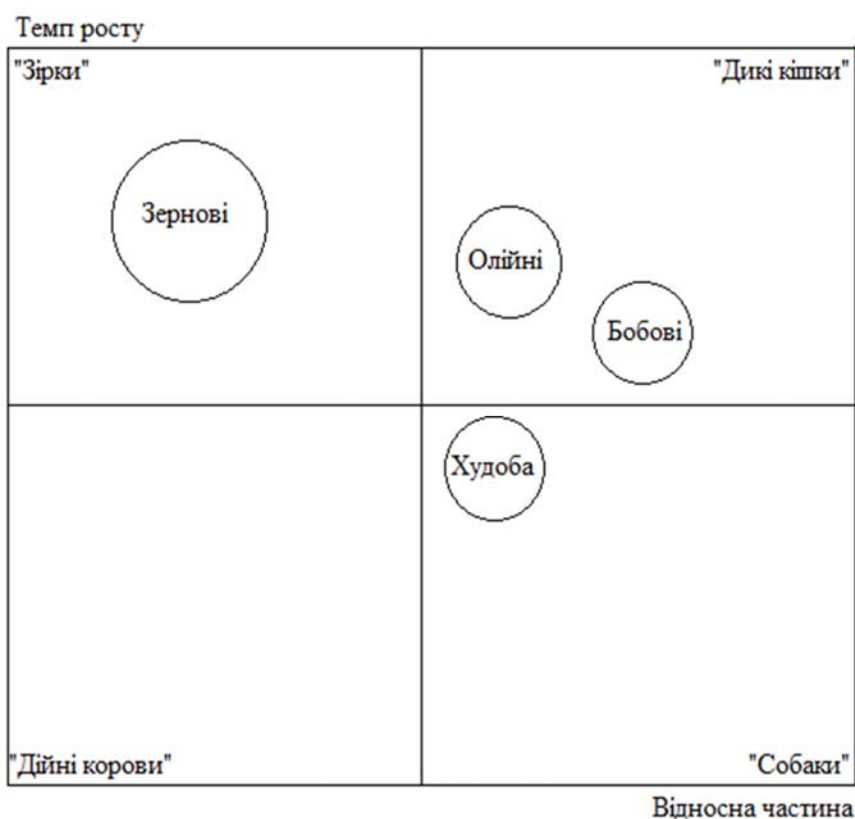 Темп росту
"Зірки"
"Дикі кішки"
Зернові
Олійні
Бобові
Худоба
"Дійні корови"
"Собаки"
Відносна частина